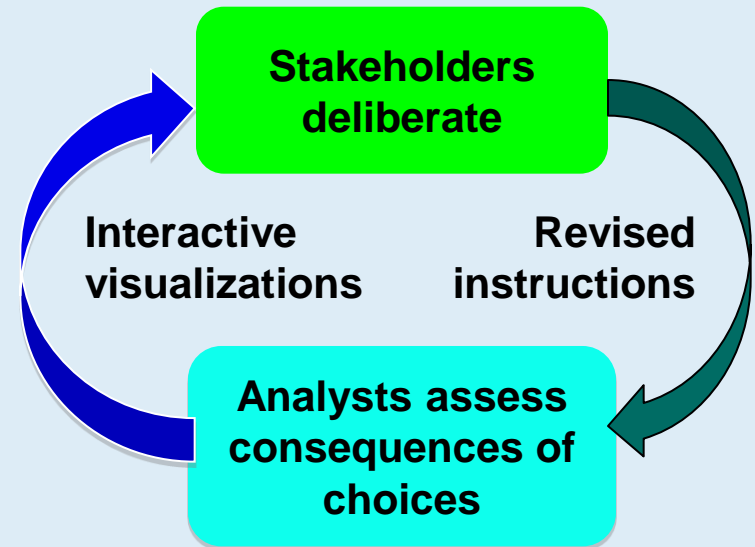 Stakeholders
deliberate
Interactive
visualizations
Revised
instructions
Analysts assess
consequences of
choices